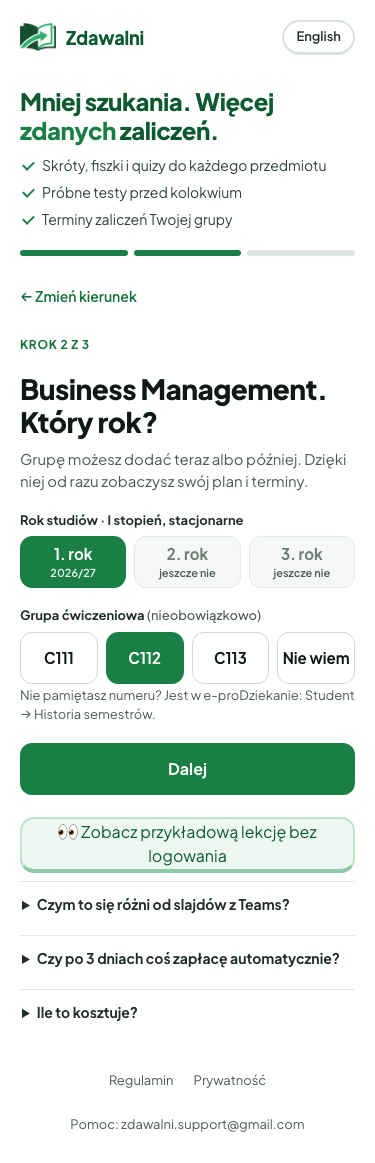 Zdawalni
English
Mniej szukania. Więcej
zdanych zaliczeń.
Skróty, fiszki i quizy do każdego przedmiotu
Próbne testy przed kolokwium
Terminy zaliczeń Twojej grupy
← Zmień kierunek
KROK 2 Z 3
Business Management.
Który rok?
Grupę możesz dodać teraz albo później. Dzięki
niej od razu zobaczysz swój plan i terminy.
Rok studiów · I stopień, stacjonarne
1. rok
2026/27
2. rok
jeszcze nie
3. rok
jeszcze nie
Grupa ćwiczeniowa (nieobowiązkowo)
C111
C112
C113
Nie wiem
Nie pamiętasz numeru? Jest w e-proDziekanie: Student
→ Historia semestrów.
Dalej
👀 Zobacz przykładową lekcję bez
logowania
▶ Czym to się różni od slajdów z Teams?
▶ Czy po 3 dniach coś zapłacę automatycznie?
▶ Ile to kosztuje?
Regulamin Prywatność
Pomoc: zdawalni.support@gmail.com